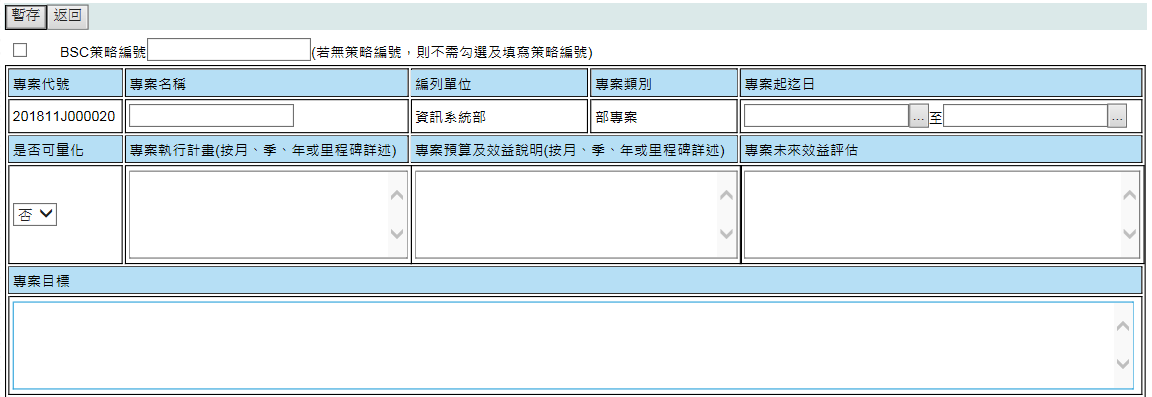 暫存 返回
BSC策略編號 (若無策略編號，則不需勾選及填寫策略編號)
專案代號 專案名稱 編列單位 專案類別 專案起迄日
201811J000020 資訊系統部 部專案 ... 至 ...
是否可量化 專案執行計畫(按月、季、年或里程碑詳述) 專案預算及效益說明(按月、季、年或里程碑詳述) 專案未來效益評估
否
專案目標